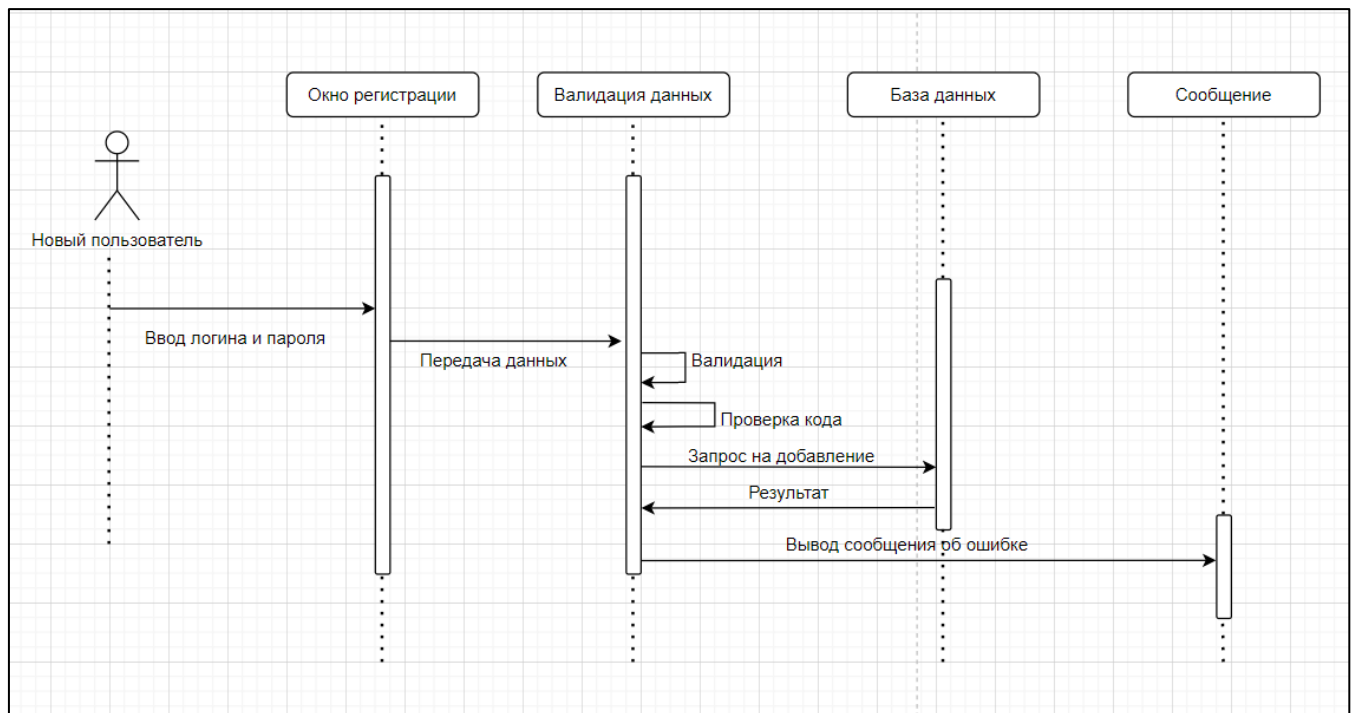 Окно регистрации
Валидация данных
База данных
Сообщение
Новый пользователь
Ввод логина и пароля
Передача данных
Валидация
Проверка кода
Запрос на добавление
Результат
Вывод сообщения об ошибке